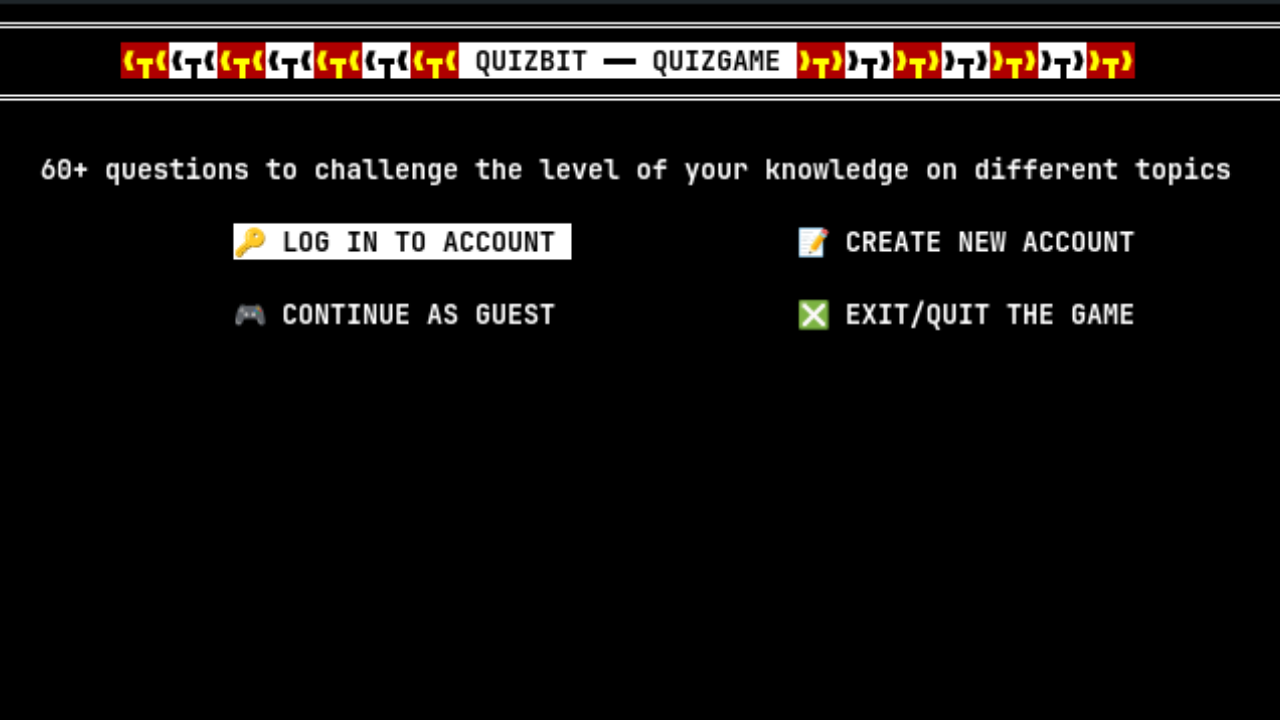 QUIZBIT — QUIZGAME
60+ questions to challenge the level of your knowledge on different topics
🔑 LOG IN TO ACCOUNT 📝 CREATE NEW ACCOUNT
🎮 CONTINUE AS GUEST ❎ EXIT/QUIT THE GAME